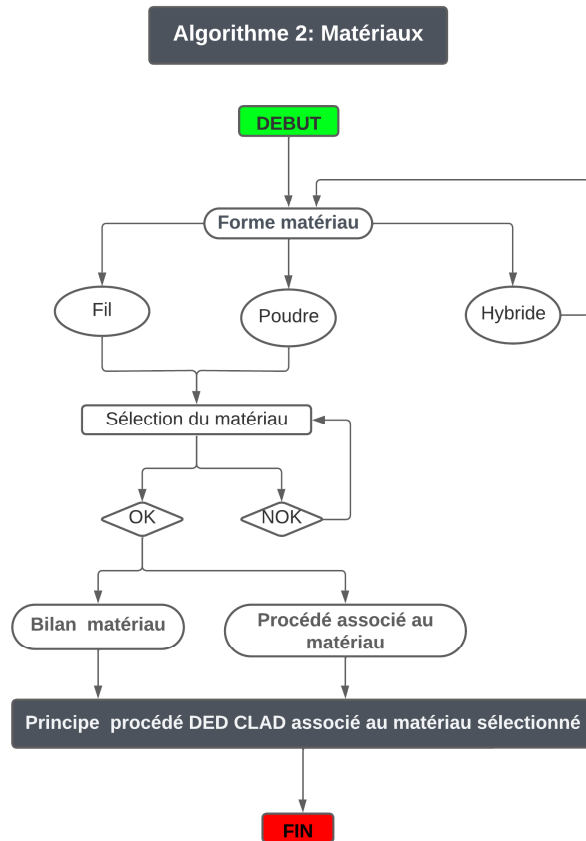 Algorithme 2: Matériaux
DEBUT
Forme matériau
Fil
Poudre
Hybride
Sélection du matériau
OK
NOK
Bilan matériau
Procédé associé au
matériau
Principe procédé DED CLAD associé au matériau sélectionné
FIN